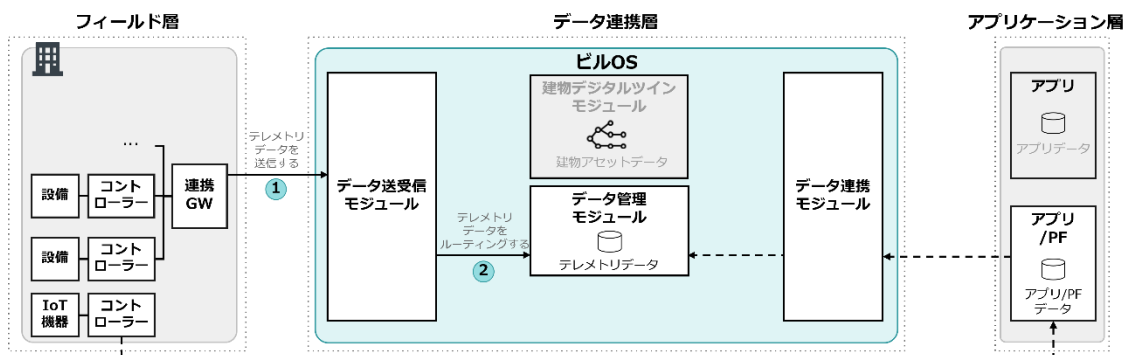 フィールド層
データ連携層
アプリケーション層
ビルOS
...
設備
コント
ローラー
設備
コント
ローラー
IoT
機器
コント
ローラー
連携
GW
テレメトリ
データを
送信する
1
データ送受信
モジュール
テレメトリ
データを
ルーティングする
2
建物デジタルツイン
モジュール
建物アセットデータ
データ管理
モジュール
テレメトリデータ
データ連携
モジュール
アプリ
アプリデータ
アプリ
/PF
アプリ/PF
データ